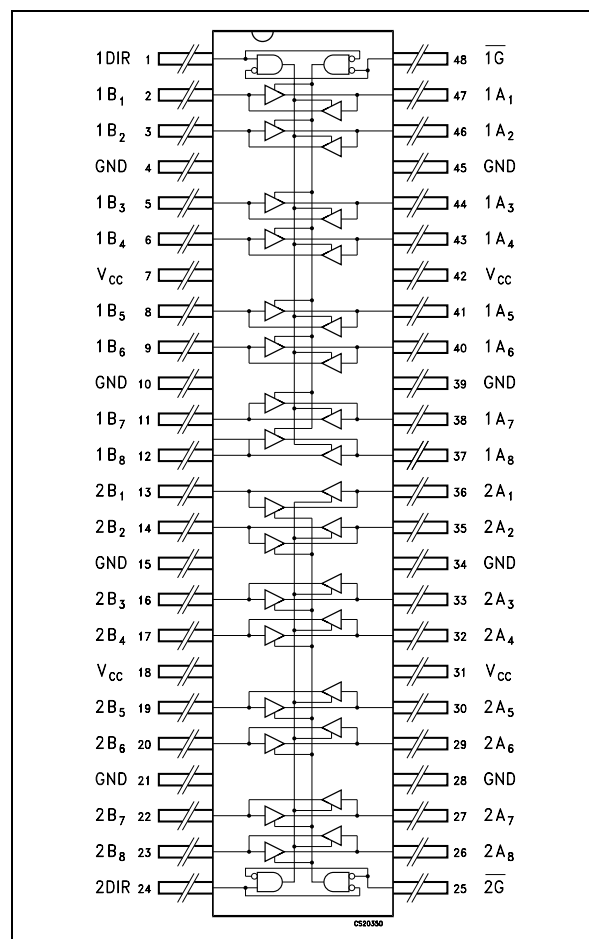 1DIR 1 48 1G
1B1 2 47 1A1
1B2 3 46 1A2
GND 4 45 GND
1B3 5 44 1A3
1B4 6 43 1A4
VCC 7 42 VCC
1B5 8 41 1A5
1B6 9 40 1A6
GND 10 39 GND
1B7 11 38 1A7
1B8 12 37 1A8
2B1 13 36 2A1
2B2 14 35 2A2
GND 15 34 GND
2B3 16 33 2A3
2B4 17 32 2A4
VCC 18 31 VCC
2B5 19 30 2A5
2B6 20 29 2A6
GND 21 28 GND
2B7 22 27 2A7
2B8 23 26 2A8
2DIR 24 25 2G
CS20350